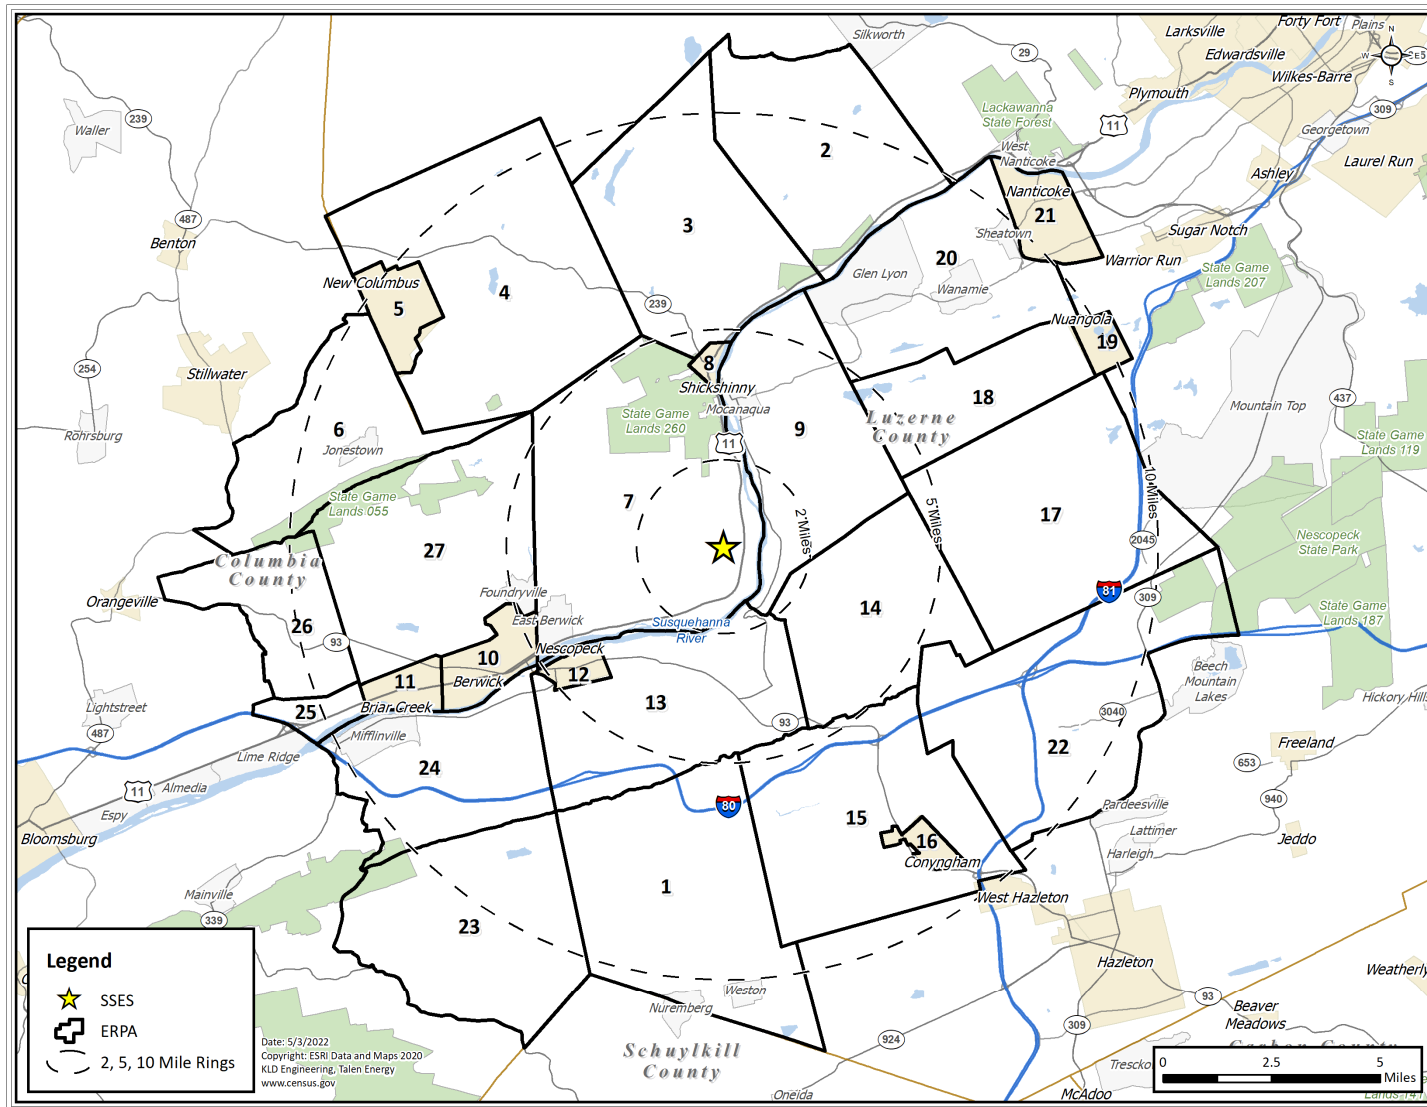 Silkworth
29
Larksville
Forty Fort
Plains
Edwardsville
Wilkes-Barre
N
W
S
Plymouth
309
11
Georgetown
Laurel Run
Ashley
Lackawanna
State Forest
West
Nanticoke
Nanticoke
21
Sheatown
Sugar Notch
Warrior Run
State Game
Lands 207
Waller
239
487
Benton
2
3
20
Glen Lyon
Wanamie
New Columbus
5
4
239
Nuangola
19
8
Shickshinny
Mocanaqua
254
Stillwater
18
Mountain Top
437
State Game
Lands 260
11
9
Luzerne
County
6
Jonestown
Rohrsburg
State Game
Lands 119
7
State Game
Lands 055
2 Miles
5 Miles
10 Miles
17
2045
Nescopeck
State Park
27
Columbia
County
Foundryville
East Berwick
Susquehanna
River
81
309
Orangeville
26
93
14
State Game
Lands 187
Nescopeck
10
12
11
Berwick
Briar Creek
13
Beech
Mountain
Lakes
Lightstreet
487
25
Mifflinville
93
3040
Hickory Hills
Lime Ridge
24
22
Freeland
653
11
Almedia
Espy
80
15
940
Pardeesville
Lattimer
Harleigh
Jeddo
Bloomsburg
16
Conyngham
1
Mainville
339
23
West Hazleton
Hazleton
Weatherly
Weston
Nuremberg
93
Beaver
Meadows
309
924
Schuylkill
County
Oneida
McAdoo
Legend
SSES
ERPA
2, 5, 10 Mile Rings
Date: 5/3/2022
Copyright: ESRI Data and Maps 2020
KLD Engineering, Talen Energy
www.census.gov
0
2.5
5
Miles